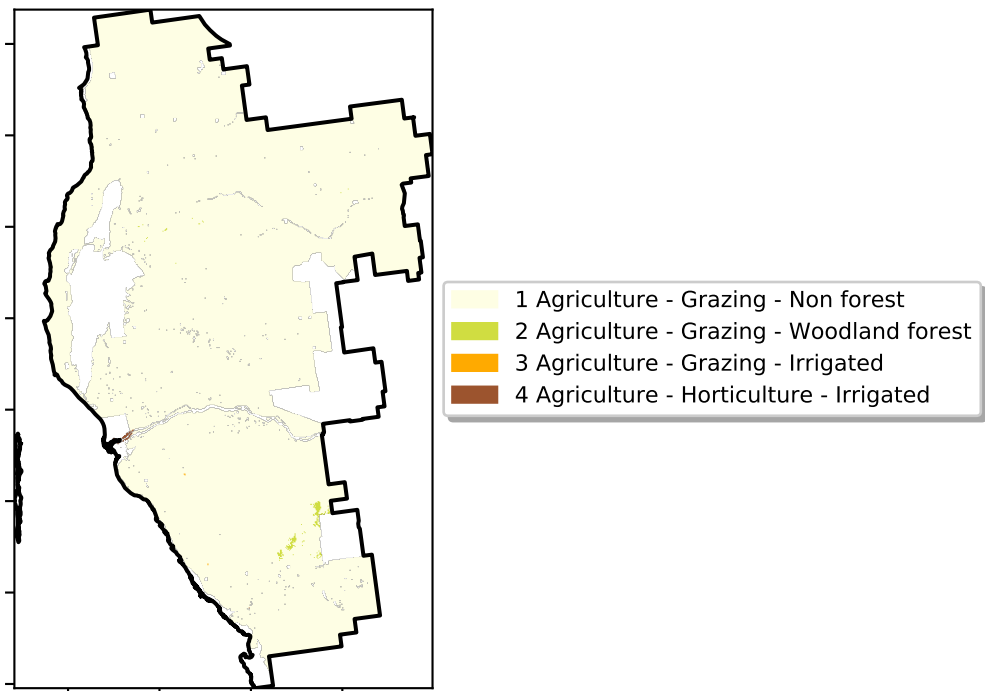 1 Agriculture - Grazing - Non forest
2 Agriculture - Grazing - Woodland forest
3 Agriculture - Grazing - Irrigated
4 Agriculture - Horticulture - Irrigated